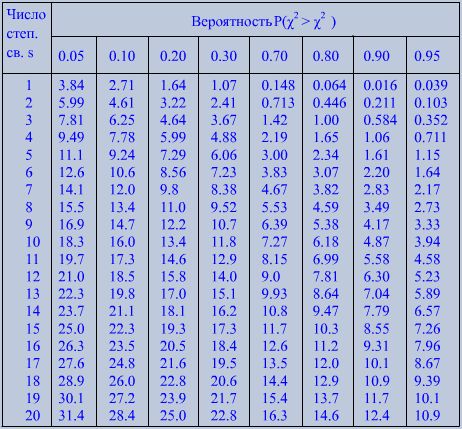 Число Вероятность P(χ² > χ² )
степ.
св. s 0.05 0.10 0.20 0.30 0.70 0.80 0.90 0.95
1 3.84 2.71 1.64 1.07 0.148 0.064 0.016 0.039
2 5.99 4.61 3.22 2.41 0.713 0.446 0.211 0.103
3 7.81 6.25 4.64 3.67 1.42 1.00 0.584 0.352
4 9.49 7.78 5.99 4.88 2.19 1.65 1.06 0.711
5 11.1 9.24 7.29 6.06 3.00 2.34 1.61 1.15
6 12.6 10.6 8.56 7.23 3.83 3.07 2.20 1.64
7 14.1 12.0 9.8 8.38 4.67 3.82 2.83 2.17
8 15.5 13.4 11.0 9.52 5.53 4.59 3.49 2.73
9 16.9 14.7 12.2 10.7 6.39 5.38 4.17 3.33
10 18.3 16.0 13.4 11.8 7.27 6.18 4.87 3.94
11 19.7 17.3 14.6 12.9 8.15 6.99 5.58 4.58
12 21.0 18.5 15.8 14.0 9.0 7.81 6.30 5.23
13 22.3 19.8 17.0 15.1 9.93 8.64 7.04 5.89
14 23.7 21.1 18.1 16.2 10.8 9.47 7.79 6.57
15 25.0 22.3 19.3 17.3 11.7 10.3 8.55 7.26
16 26.3 23.5 20.5 18.4 12.6 11.2 9.31 7.96
17 27.6 24.8 21.6 19.5 13.5 12.0 10.1 8.67
18 28.9 26.0 22.8 20.6 14.4 12.9 10.9 9.39
19 30.1 27.2 23.9 21.7 15.4 13.7 11.7 10.1
20 31.4 28.4 25.0 22.8 16.3 14.6 12.4 10.9